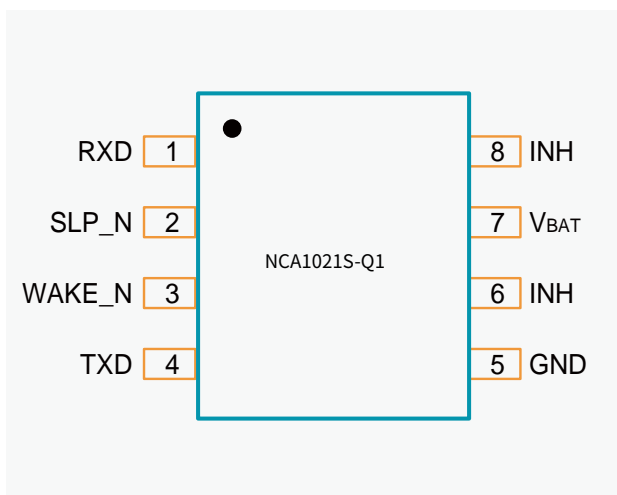 RXD 1 8 INH
SLP_N 2 7 VBAT
NCA1021S-Q1
WAKE_N 3 6 INH
TXD 4 5 GND